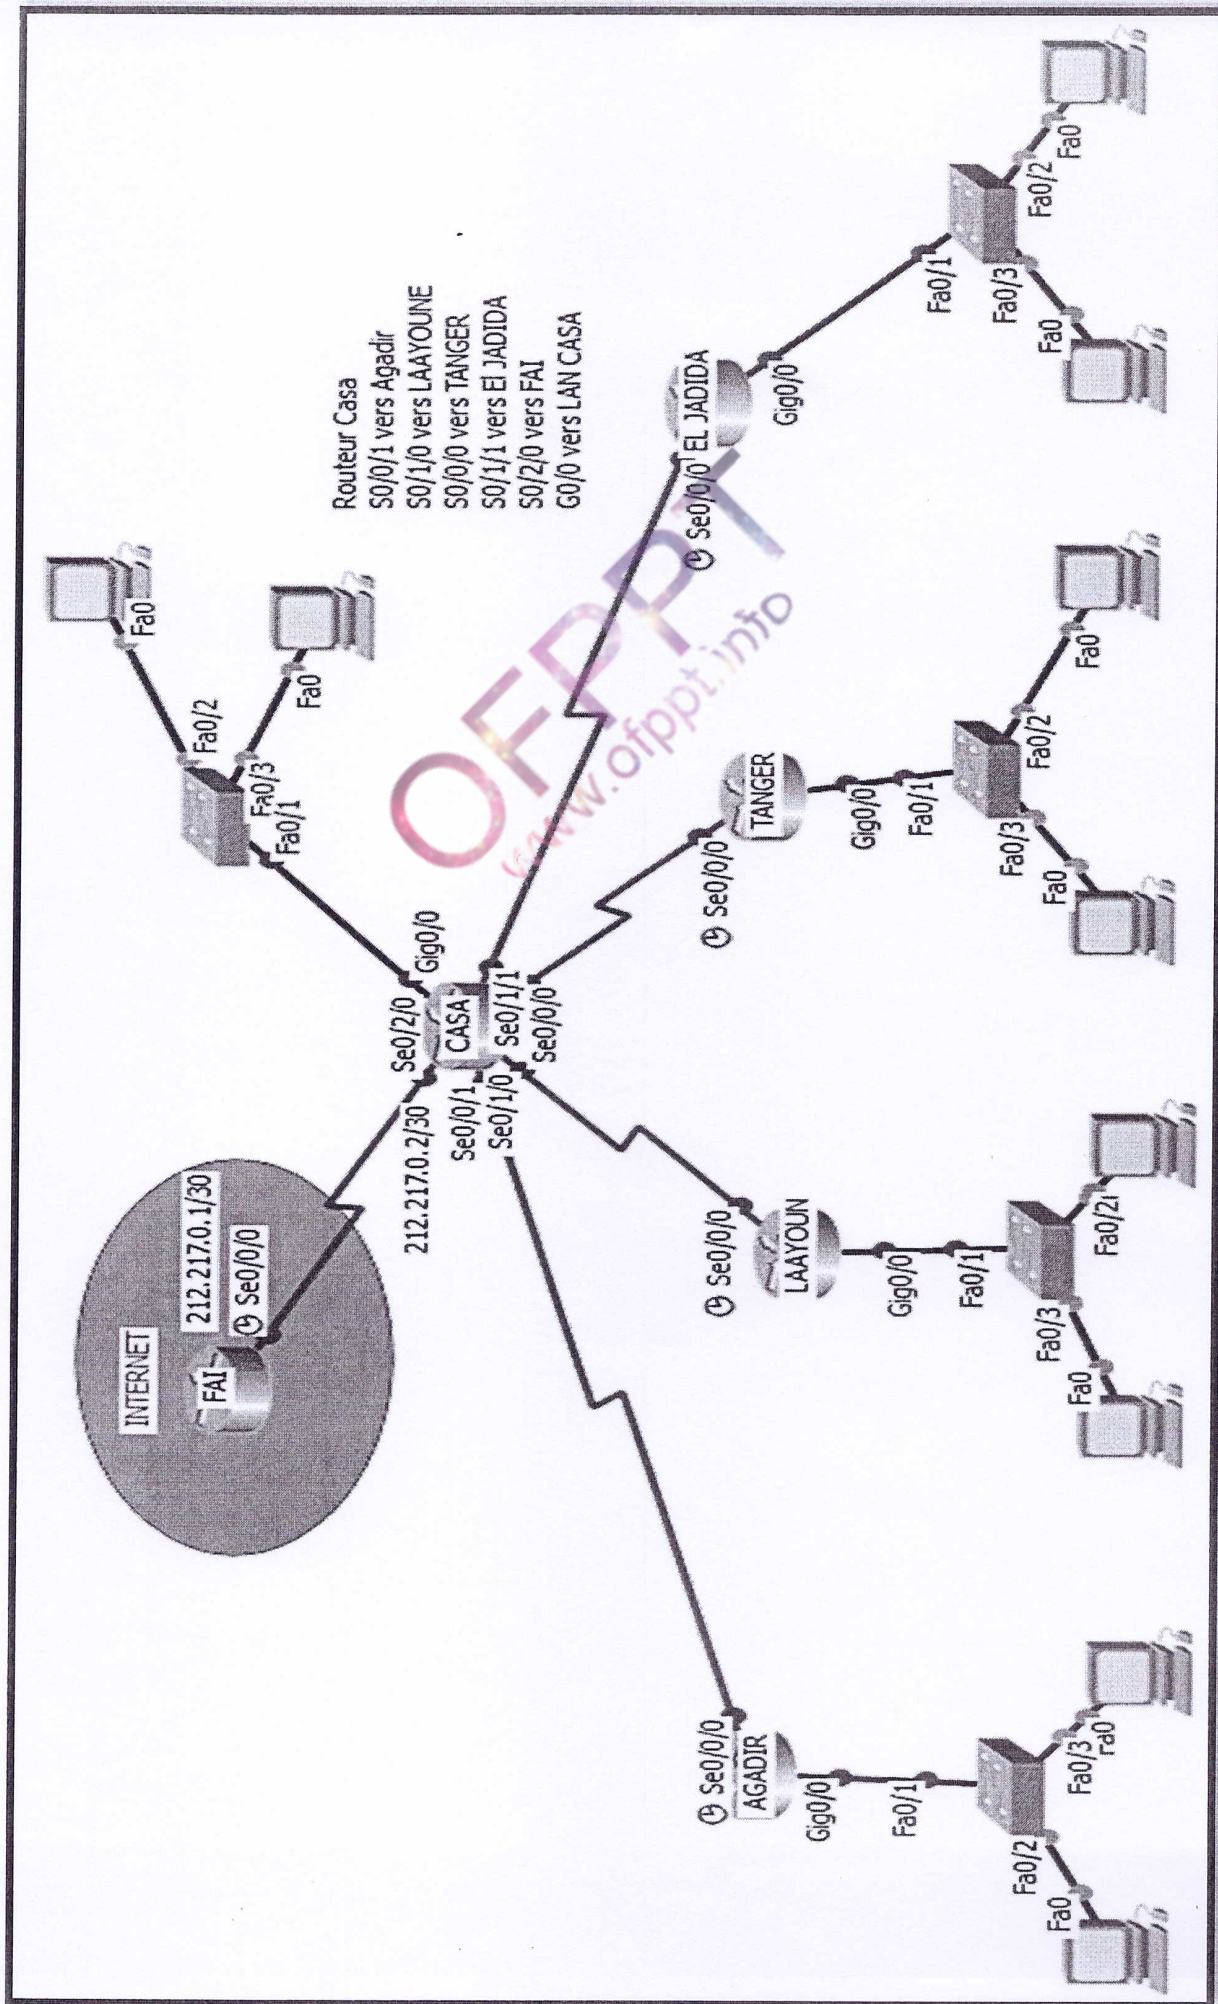 INTERNET
FAI
212.217.0.1/30
Se0/0/0
212.217.0.2/30
Se0/2/0
Gig0/0
CASA
Se0/0/1
Se0/1/0
Se0/1/1
Se0/0/0
Fa0/1
Fa0/3
Fa0/2
Fa0
Fa0
Routeur Casa
S0/0/1 vers Agadir
S0/1/0 vers LAAYOUNE
S0/0/0 vers TANGER
S0/1/1 vers El JADIDA
S0/2/0 vers FAI
G0/0 vers LAN CASA
OFPPT
www.ofppt.info
Se0/0/0
AGADIR
Gig0/0
Fa0/1
Fa0/2
Fa0/3
Fa0
Fa0
Se0/0/0
LAAYOUN
Gig0/0
Fa0/1
Fa0/3
Fa0/2
Fa0
Se0/0/0
TANGER
Gig0/0
Fa0/1
Fa0/3
Fa0/2
Fa0
Fa0
Se0/0/0
EL JADIDA
Gig0/0
Fa0/1
Fa0/3
Fa0/2
Fa0
Fa0